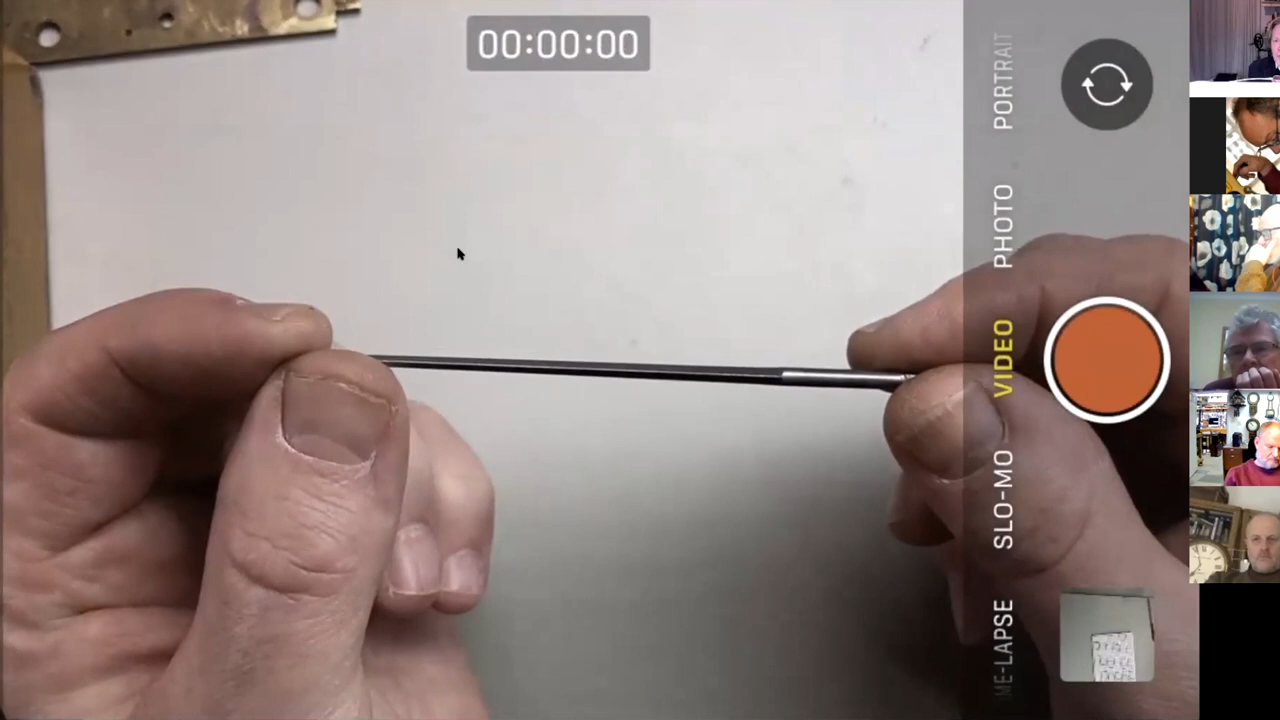 00:00:00
PORTRAIT
PHOTO
VIDEO
SLO-MO
ME-LAPSE